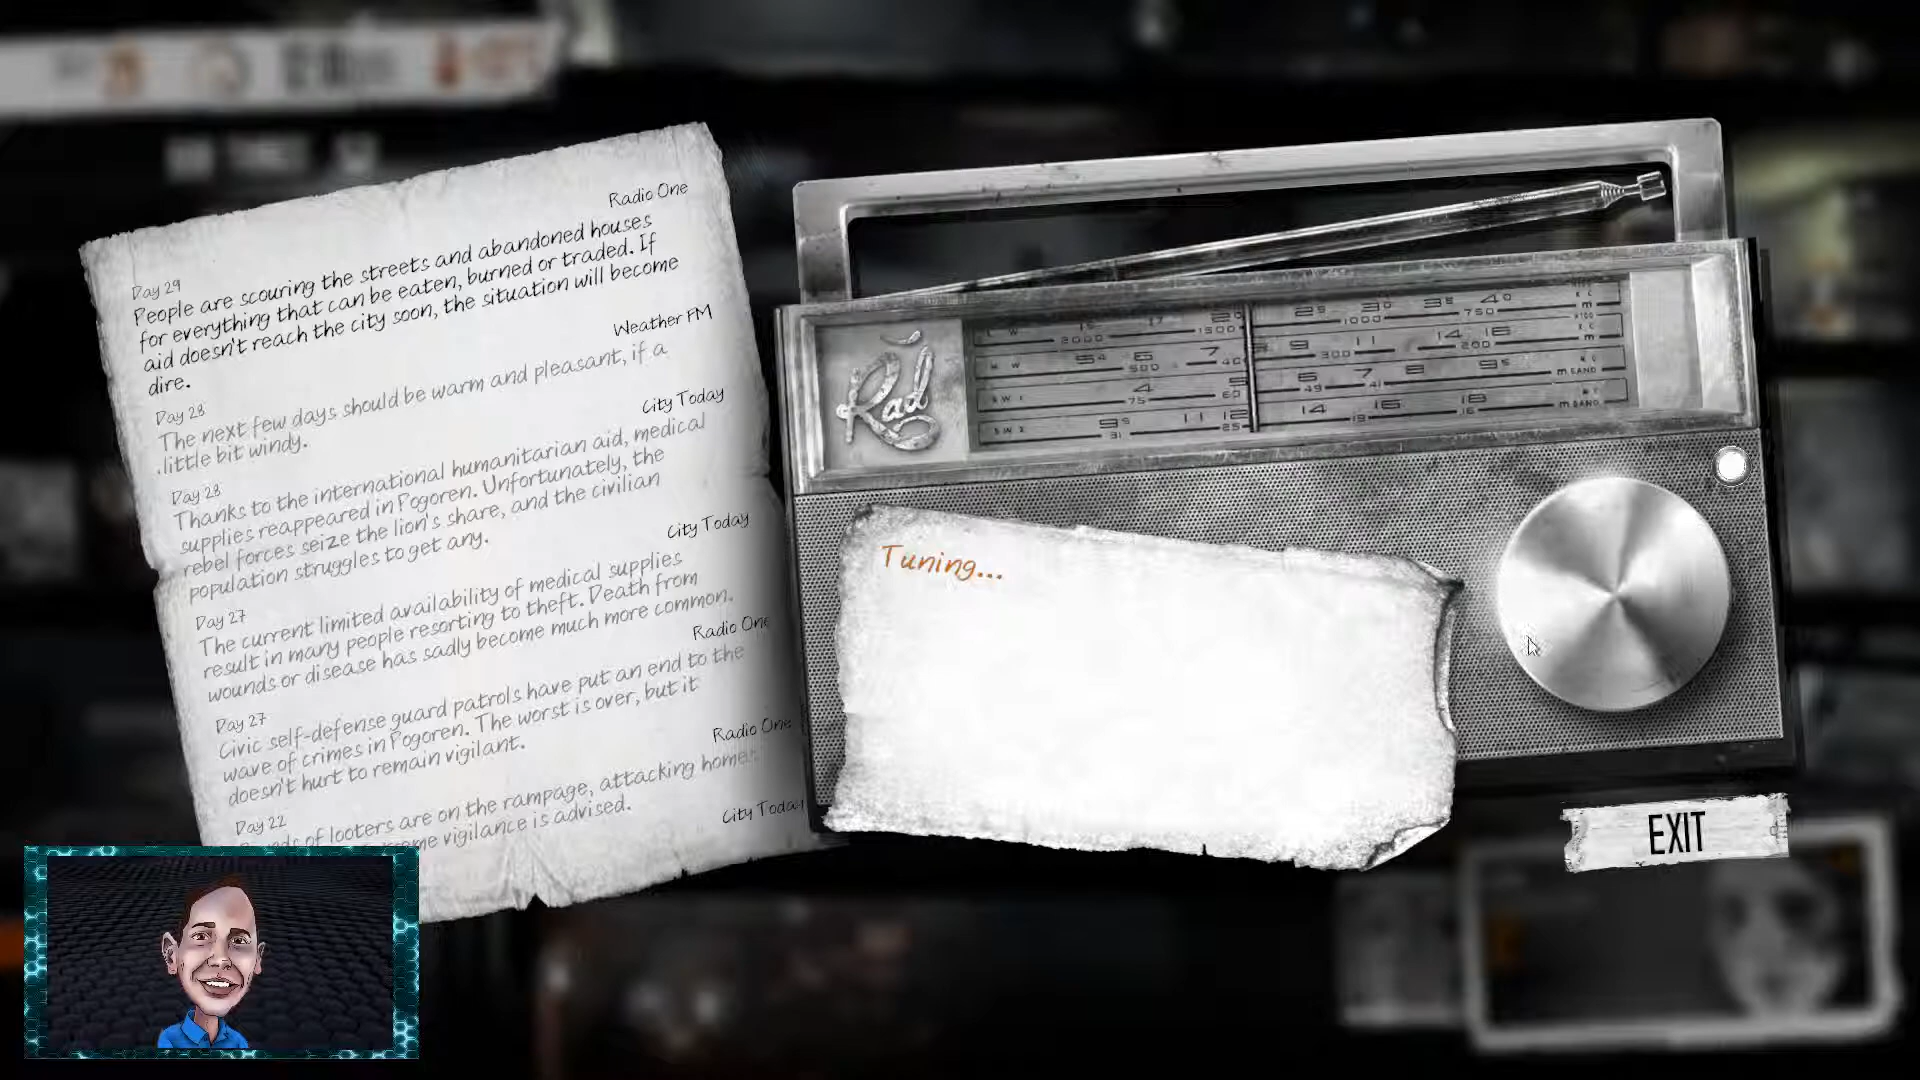 Radio One
Day 29
People are scouring the streets and abandoned houses
for everything that can be eaten, burned or traded. If
aid doesn't reach the city soon, the situation will become
dire.
Weather FM
Day 28
The next few days should be warm and pleasant, if a
little bit windy.
City Today
Day 28
Thanks to the international humanitarian aid, medical
supplies reappeared in Pogoren. Unfortunately, the
rebel forces seize the lion's share, and the civilian
population struggles to get any.
City Today
Day 27
The current limited availability of medical supplies
result in many people resorting to theft. Death from
wounds or disease has sadly become much more common.
Radio One
Day 27
Civic self-defense guard patrols have put an end to the
wave of crimes in Pogoren. The worst is over, but it
doesn't hurt to remain vigilant.
Radio One
Day 22
of looters are on the rampage, attacking homes.
vigilance is advised.
City Today
Rad
Tuning...
EXIT